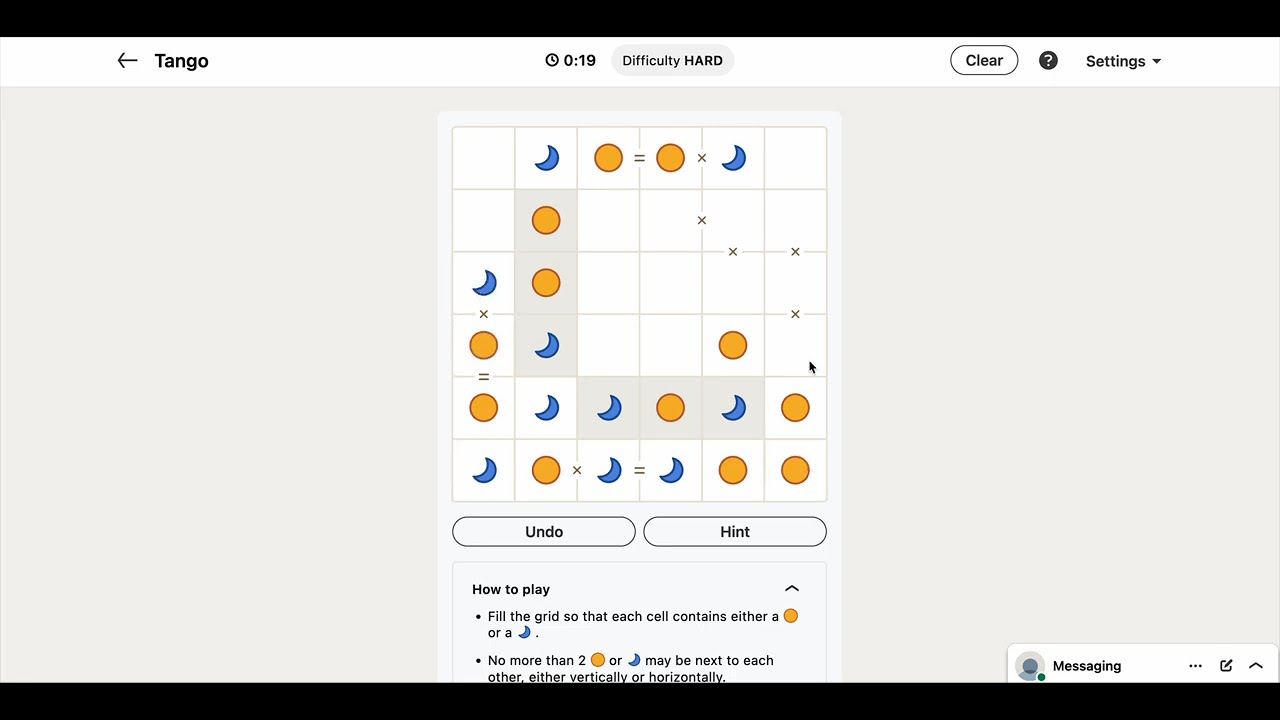 Tango
0:19
Difficulty HARD
Clear
?
Settings
= ×
×
× ×
× ×
=
× =
Undo
Hint
How to play
• Fill the grid so that each cell contains either a
or a .
• No more than 2 or may be next to each
other, either vertically or horizontally.
Messaging